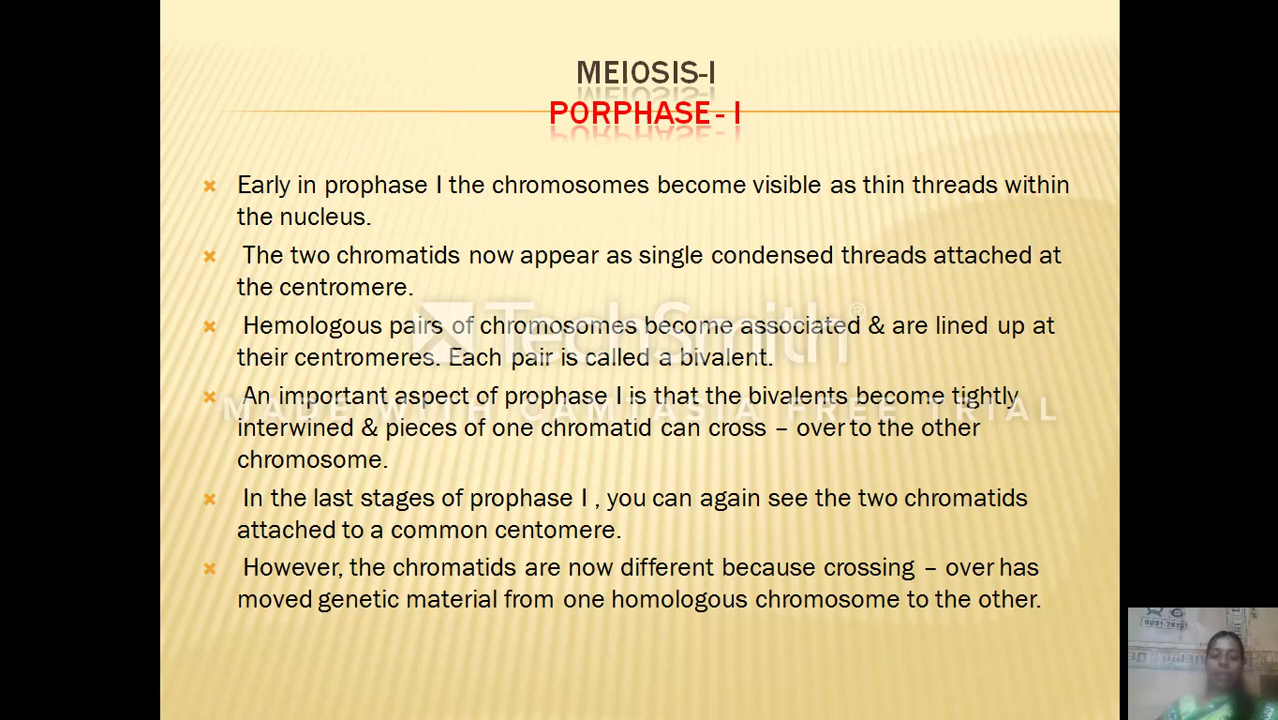 MEIOSIS-I
PORPHASE - I
Early in prophase I the chromosomes become visible as thin threads within
the nucleus.
The two chromatids now appear as single condensed threads attached at
the centromere.
Hemologous pairs of chromosomes become associated & are lined up at
their centromeres. Each pair is called a bivalent.
An important aspect of prophase I is that the bivalents become tightly
interwined & pieces of one chromatid can cross – over to the other
chromosome.
In the last stages of prophase I , you can again see the two chromatids
attached to a common centomere.
However, the chromatids are now different because crossing – over has
moved genetic material from one homologous chromosome to the other.
TechSmith®
MADE WITH CAMTASIA FREE TRIAL